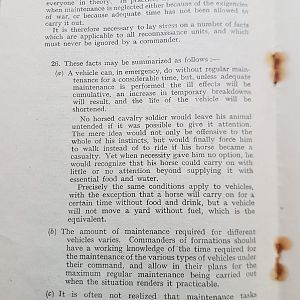 everyone in theory. In practice
when maintenance is neglected either because of the exigencies
of war, or because adequate time has not been allowed to
carry it out.
It is therefore necessary to lay stress on a number of facts
which are applicable to all reconnaissance units, and which
must never be ignored by a commander.
26. These facts may be summarized as follows :—
(a) A vehicle can, in emergency, do without regular main-
tenance for a considerable time, but, unless adequate
maintenance is performed the ill effects will be
cumulative, an increase in temporary breakdowns
will result, and the life of the vehicle will be
shortened.
No horsed cavalry soldier would leave his animal
untended if it was possible to give it attention.
The mere idea would not only be offensive to the
whole of his instincts, but would finally force him
to walk instead of to ride if his horse became a
casualty. Yet when necessity gave him no option, he
would recognize that his horse could carry on with
little or no attention beyond supplying it with
essential food and water.
Precisely the same conditions apply to vehicles,
with the exception that a horse will carry on for a
certain time without food and drink, but a vehicle
will not move a yard without fuel, which is the
equivalent.
(b) The amount of maintenance required for different
vehicles varies. Commanders of formations should
have a working knowledge of the time required for
the maintenance of the various types of vehicles under
their command, and allow in their plans for the
maximum regular maintenance being carried out
when the situation renders it practicable.
(c) It is often not realized that maintenance tasks